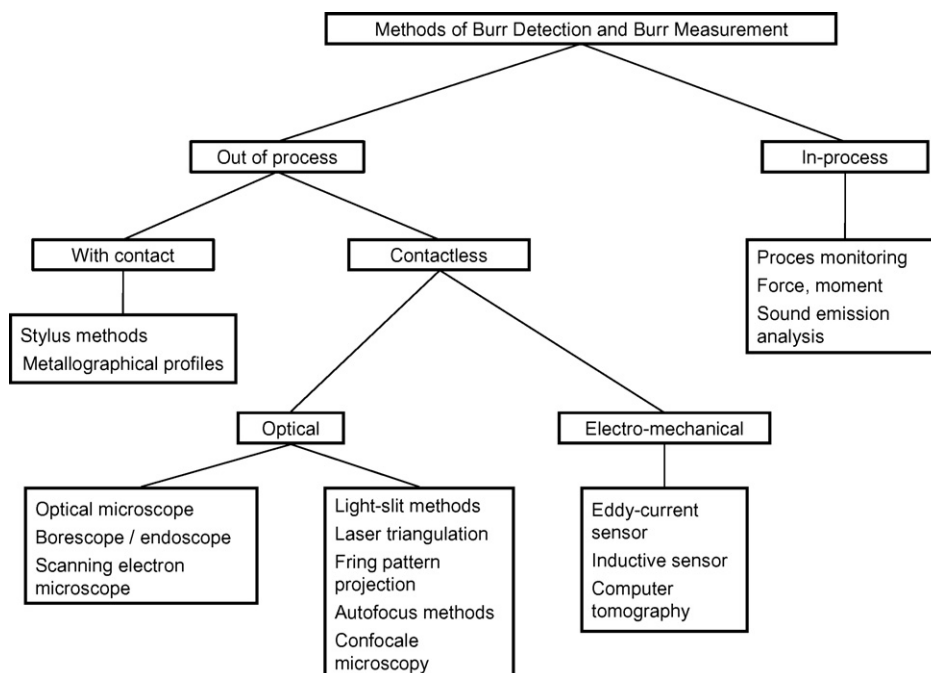 Methods of Burr Detection and Burr Measurement
Out of process
In-process
With contact
Contactless
Proces monitoring
Force, moment
Sound emission
analysis
Stylus methods
Metallographical profiles
Optical
Electro-mechanical
Optical microscope
Borescope / endoscope
Scanning electron
microscope
Light-slit methods
Laser triangulation
Fring pattern
projection
Autofocus methods
Confocale
microscopy
Eddy-current
sensor
Inductive sensor
Computer
tomography